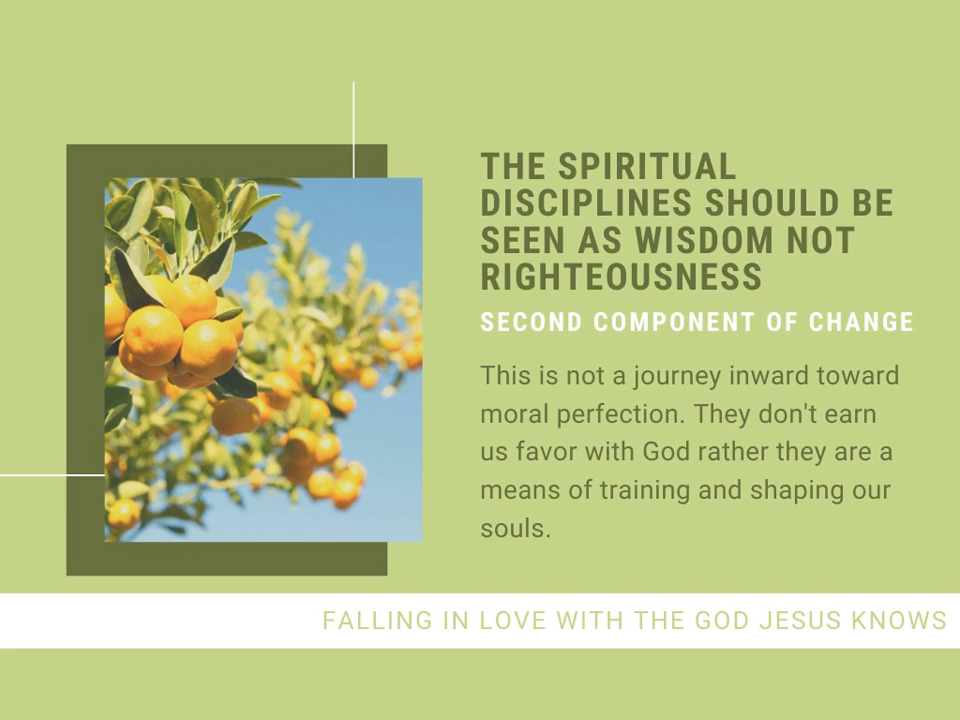 THE SPIRITUAL
DISCIPLINES SHOULD BE
SEEN AS WISDOM NOT
RIGHTEOUSNESS
SECOND COMPONENT OF CHANGE
This is not a journey inward toward
moral perfection. They don't earn
us favor with God rather they are a
means of training and shaping our
souls.
FALLING IN LOVE WITH THE GOD JESUS KNOWS